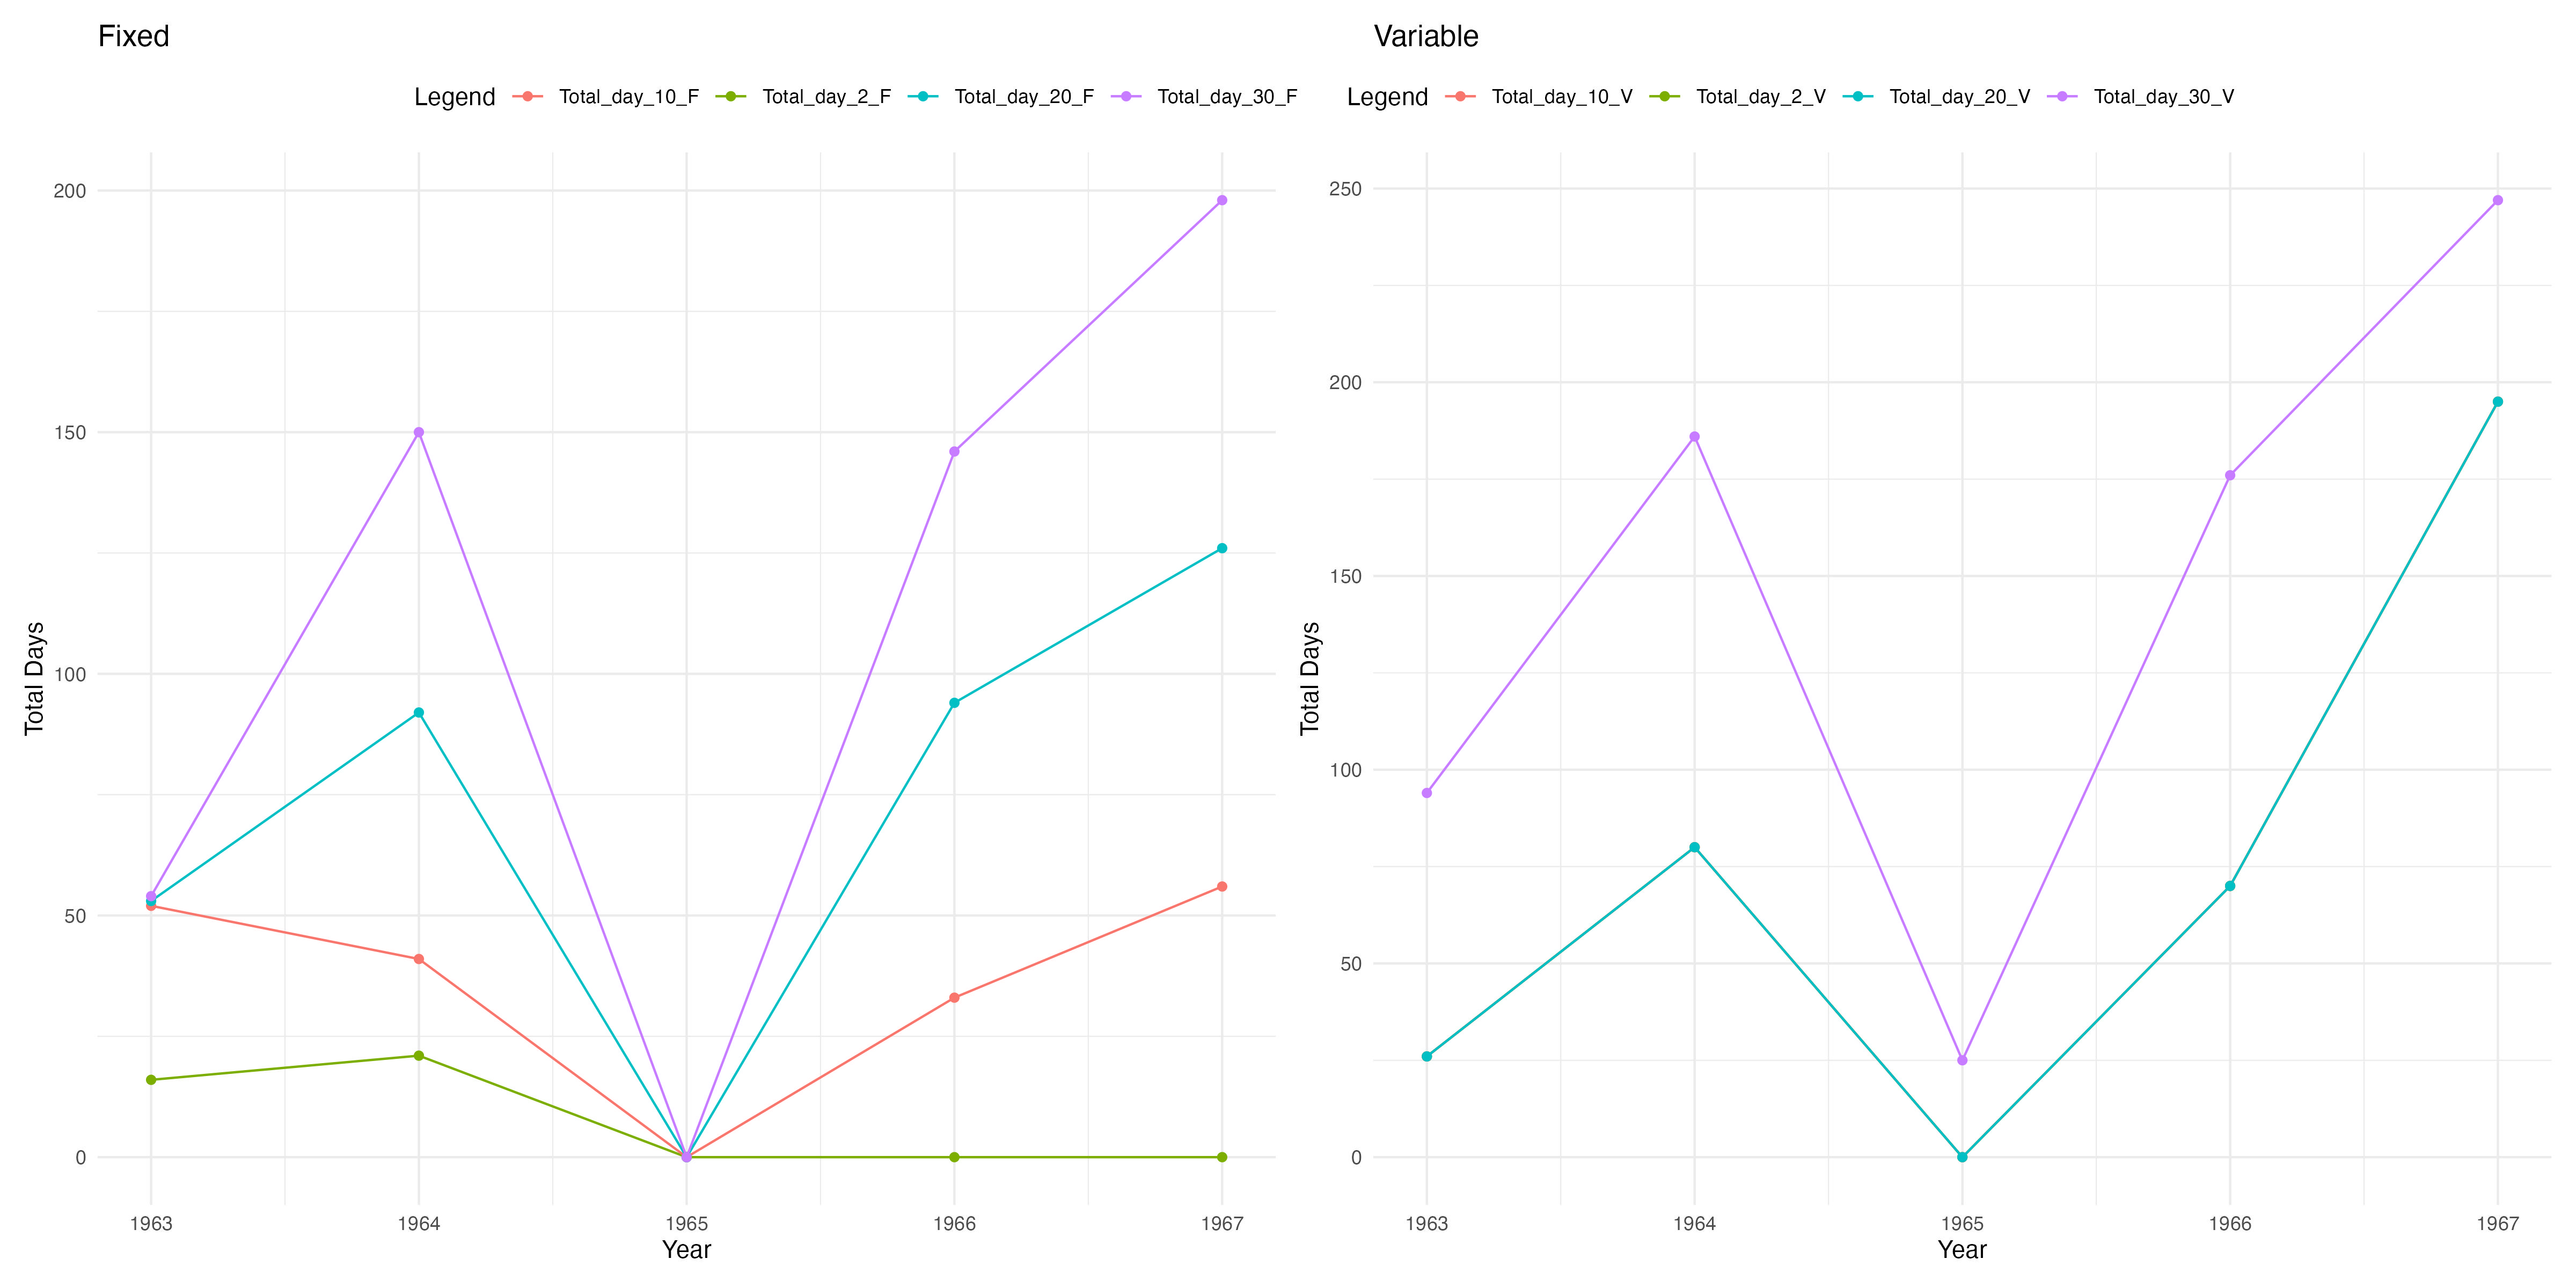 Fixed
Legend Total_day_10_F Total_day_2_F Total_day_20_F Total_day_30_F
200
150
100
50
0
Total Days
1963 1964 1965 1966 1967
Year
Variable
Legend Total_day_10_V Total_day_2_V Total_day_20_V Total_day_30_V
250
200
150
100
50
0
Total Days
1963 1964 1965 1966 1967
Year